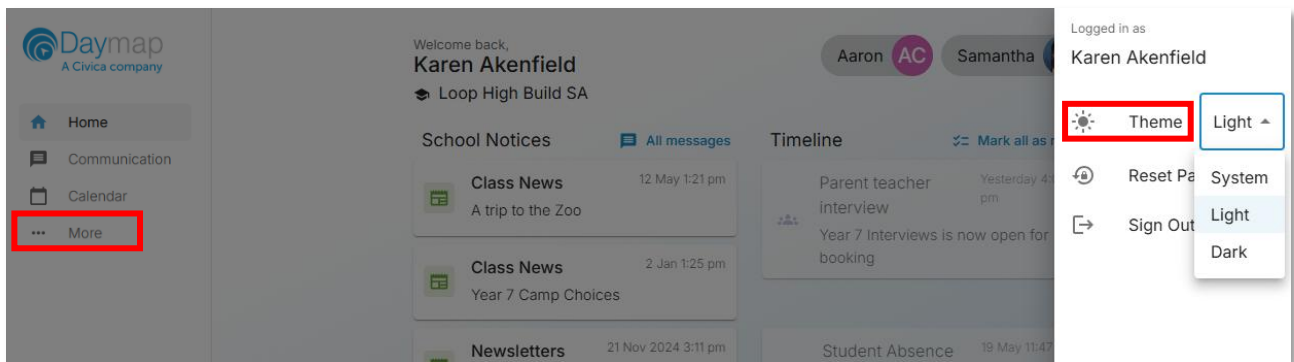 Daymap
A Civica company
Home
Communication
Calendar
More
Welcome back,
Karen Akenfield
Loop High Build SA
Aaron AC
Samantha
School Notices
All messages
Class News 12 May 1:21 pm
A trip to the Zoo
Class News 2 Jan 1:25 pm
Year 7 Camp Choices
Newsletters 21 Nov 2024 3:11 pm
Timeline
Mark all as
Parent teacher Yesterday
interview pm
Year 7 Interviews is now open for
booking
Student Absence 19 May 11:47
Logged in as
Karen Akenfield
Theme Light
Reset
Sign Out
System
Light
Dark